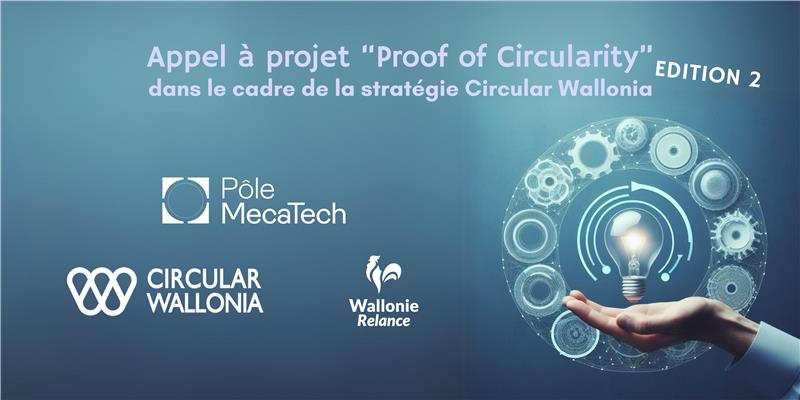 Appel à projet “Proof of Circularity”
dans le cadre de la stratégie Circular Wallonia
EDITION 2
Pôle
MecaTech
CIRCULAR
WALLONIA
Wallonie
Relance